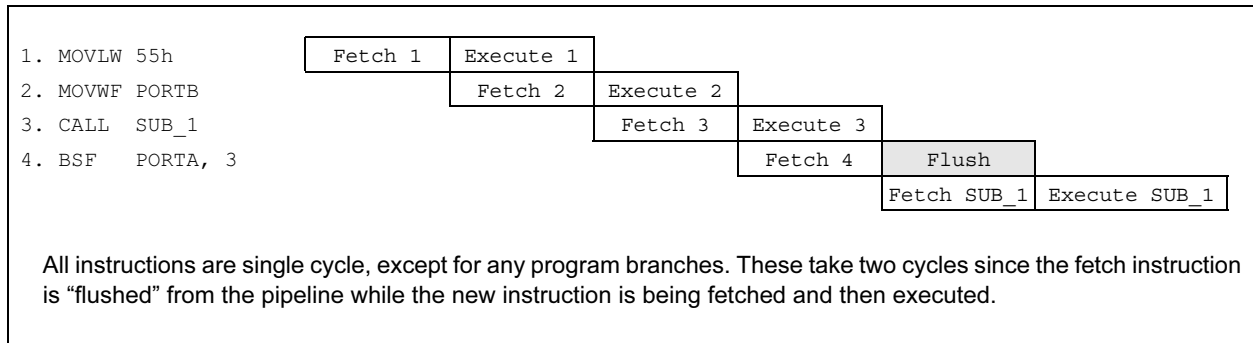 1. MOVLW 55h Fetch 1 Execute 1
2. MOVWF PORTB Fetch 2 Execute 2
3. CALL SUB_1 Fetch 3 Execute 3
4. BSF PORTA, 3 Fetch 4 Flush
Fetch SUB_1 Execute SUB_1
All instructions are single cycle, except for any program branches. These take two cycles since the fetch instruction
is “flushed” from the pipeline while the new instruction is being fetched and then executed.